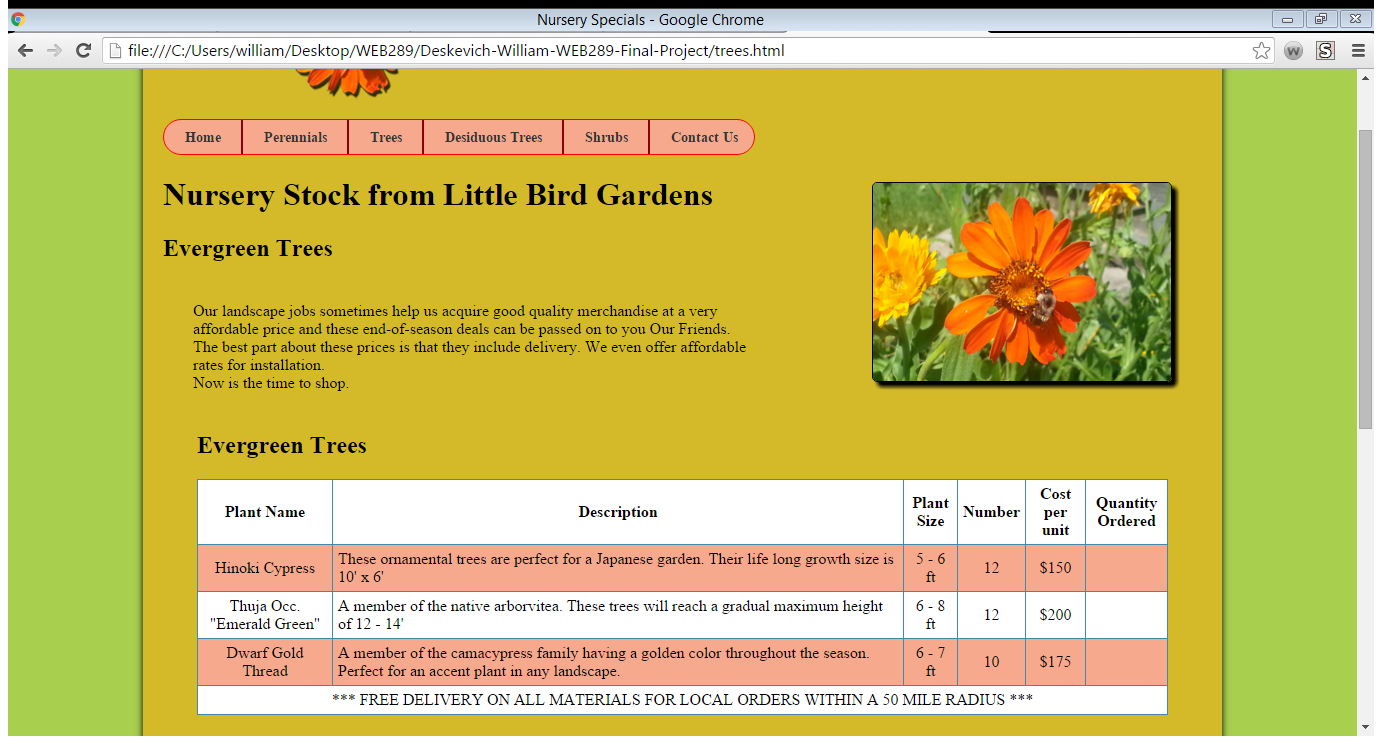 Nursery Specials - Google Chrome
file:///C:/Users/william/Desktop/WEB289/Deskevich-William-WEB289-Final-Project/trees.html
W S
Home Perennials Trees Desiduous Trees Shrubs Contact Us
Nursery Stock from Little Bird Gardens
Evergreen Trees
Our landscape jobs sometimes help us acquire good quality merchandise at a very
affordable price and these end-of-season deals can be passed on to you Our Friends.
The best part about these prices is that they include delivery. We even offer affordable
rates for installation.
Now is the time to shop.
Evergreen Trees
Plant Name
Description
Plant
Size
Number
Cost
per
unit
Quantity
Ordered
Hinoki Cypress
These ornamental trees are perfect for a Japanese garden. Their life long growth size is
10' x 6'
5 - 6
ft
12
$150
Thuja Occ.
"Emerald Green"
A member of the native arborvitea. These trees will reach a gradual maximum height
of 12 - 14'
6 - 8
ft
12
$200
Dwarf Gold
Thread
A member of the camacypress family having a golden color throughout the season.
Perfect for an accent plant in any landscape.
6 - 7
ft
10
$175
*** FREE DELIVERY ON ALL MATERIALS FOR LOCAL ORDERS WITHIN A 50 MILE RADIUS ***